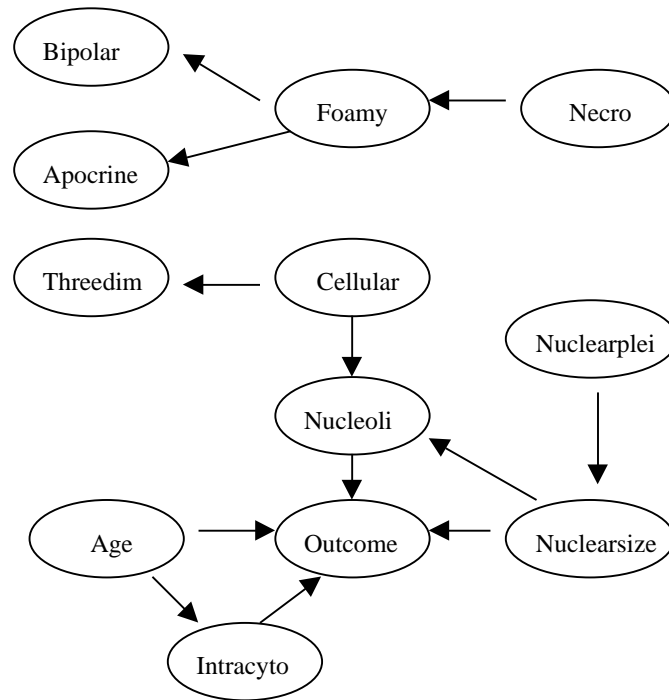 Bipolar
Foamy
Necro
Apocrine
Threedim
Cellular
Nuclearplei
Nucleoli
Age
Outcome
Nuclearsize
Intracyto